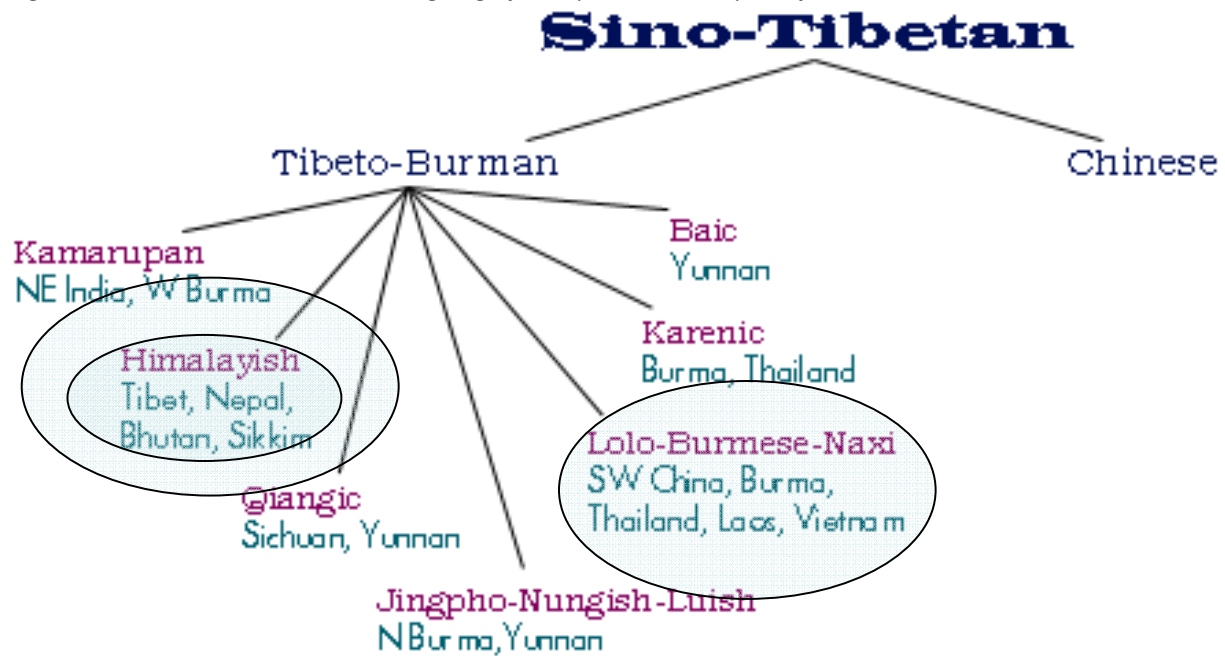 Sino-Tibetan
Tibeto-Burman
Chinese
Kamarupan
NE India, W Burma
Himalayish
Tibet, Nepal,
Bhutan, Sikkim
Qiangic
Sichuan, Yunnan
Jingpho-Nungish-Luish
N Burma, Yunnan
Lolo-Burmese-Naxi
SW China, Burma,
Thailand, Laos, Vietnam
Karenic
Burma, Thailand
Baic
Yunnan